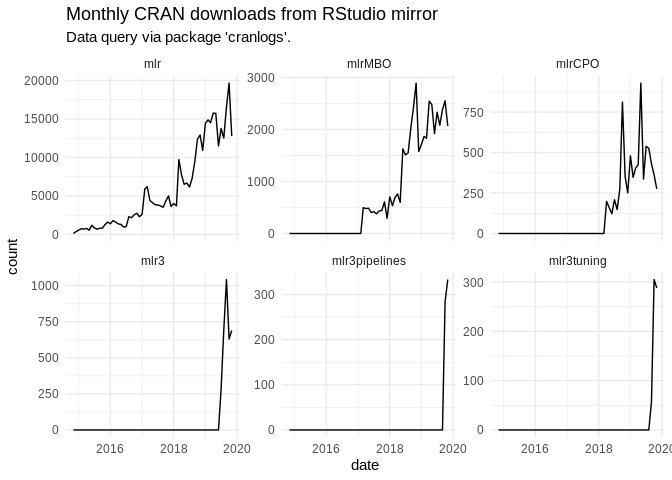 Monthly CRAN downloads from RStudio mirror
Data query via package 'cranlogs'.
mlr
mlrMBO
mlrCPO
20000
15000
10000
5000
0
3000
2000
1000
0
750
500
250
0
count
mlr3
mlr3pipelines
mlr3tuning
1000
750
500
250
0
300
200
100
0
300
200
100
0
2016 2018 2020
2016 2018 2020
2016 2018 2020
date